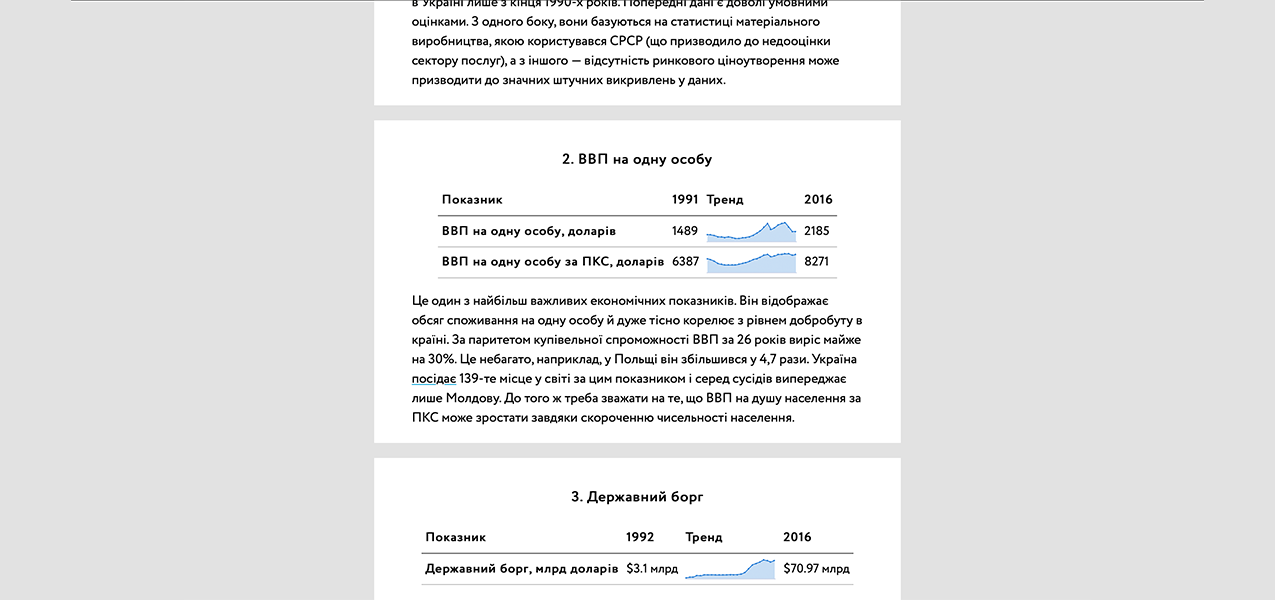 в Україні лише з кінця 1990-х років. Попередні дані є доволі умовними
оцінками. З одного боку, вони базуються на статистиці матеріального
виробництва, якою користувався СРСР (що призводило до недооцінки
сектору послуг), а з іншого — відсутність ринкового ціноутворення може
призводити до значних штучних викривлень у даних.
2. ВВП на одну особу
Показник 1991 Тренд 2016
ВВП на одну особу, доларів 1489 2185
ВВП на одну особу за ПКС, доларів 6387 8271
Це один з найбільш важливих економічних показників. Він відображає
обсяг споживання на одну особу й дуже тісно корелює з рівнем добробуту в
країні. За паритетом купівельної спроможності ВВП за 26 років виріс майже
на 30%. Це небагато, наприклад, у Польщі він збільшився у 4,7 рази. Україна
посідає 139-те місце у світі за цим показником і серед сусідів випереджає
лише Молдову. До того ж треба зважати на те, що ВВП на душу населення за
ПКС може зростати завдяки скороченню чисельності населення.
3. Державний борг
Показник 1992 Тренд 2016
Державний борг, млрд доларів $3.1 млрд $70.97 млрд